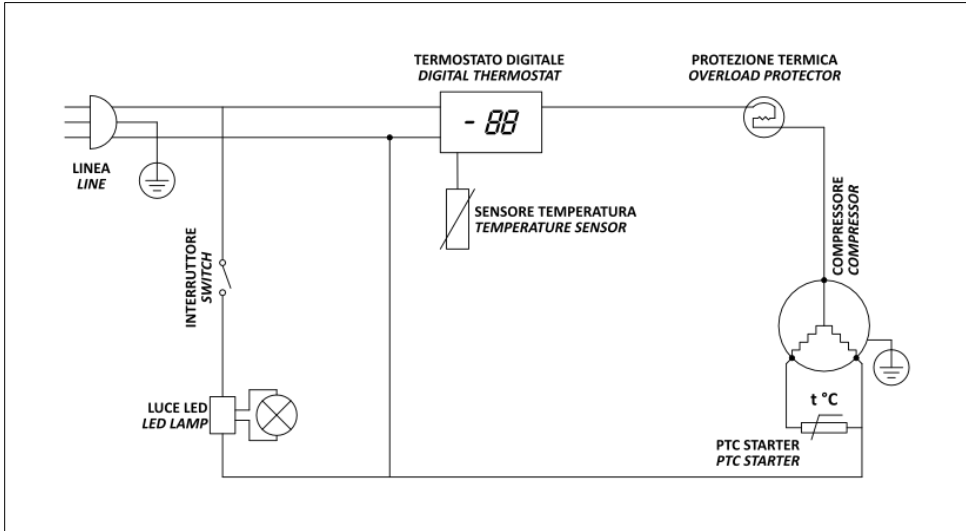 TERMOSTATO DIGITALE
DIGITAL THERMOSTAT
PROTEZIONE TERMICA
OVERLOAD PROTECTOR
- 88
LINEA
LINE
SENSORE TEMPERATURA
TEMPERATURE SENSOR
INTERRUTTORE
SWITCH
COMPRESSORE
COMPRESSOR
LUCE LED
LED LAMP
t °C
PTC STARTER
PTC STARTER